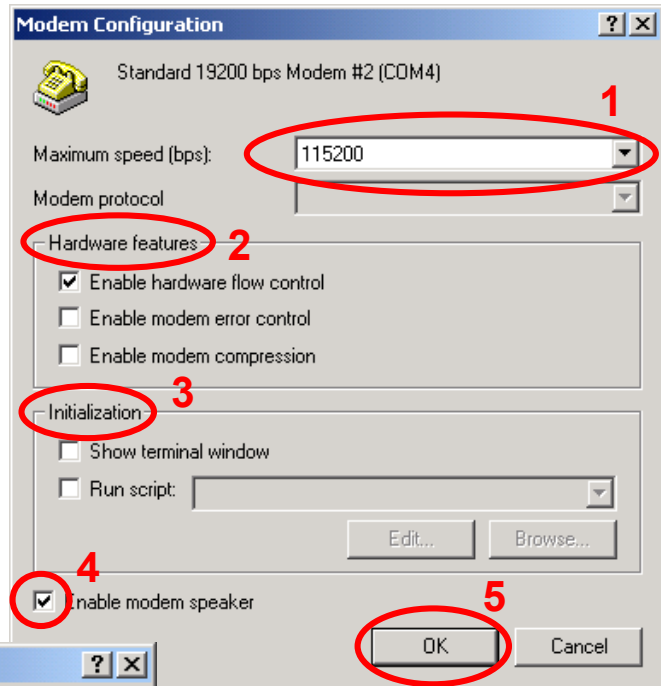 Modem Configuration
Standard 19200 bps Modem #2 (COM4)
1
Maximum speed (bps): 115200
Modem protocol
Hardware features 2
Enable hardware flow control
Enable modem error control
Enable modem compression
3
Initialization
Show terminal window
Run script:
Edit... Browse...
4
Enable modem speaker
5
OK Cancel